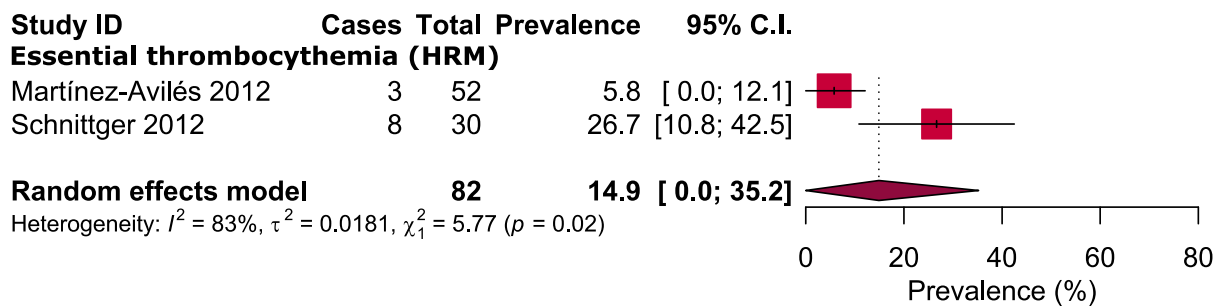 Study ID Cases Total Prevalence 95% C.I.
Essential thrombocythemia (HRM)
Martínez-Avilés 2012 3 52 5.8 [ 0.0; 12.1]
Schnittger 2012 8 30 26.7 [10.8; 42.5]
Random effects model 82 14.9 [ 0.0; 35.2]
Heterogeneity: I² = 83%, τ² = 0.0181, χ²₁ = 5.77 (p = 0.02)
0 20 40 60 80
Prevalence (%)